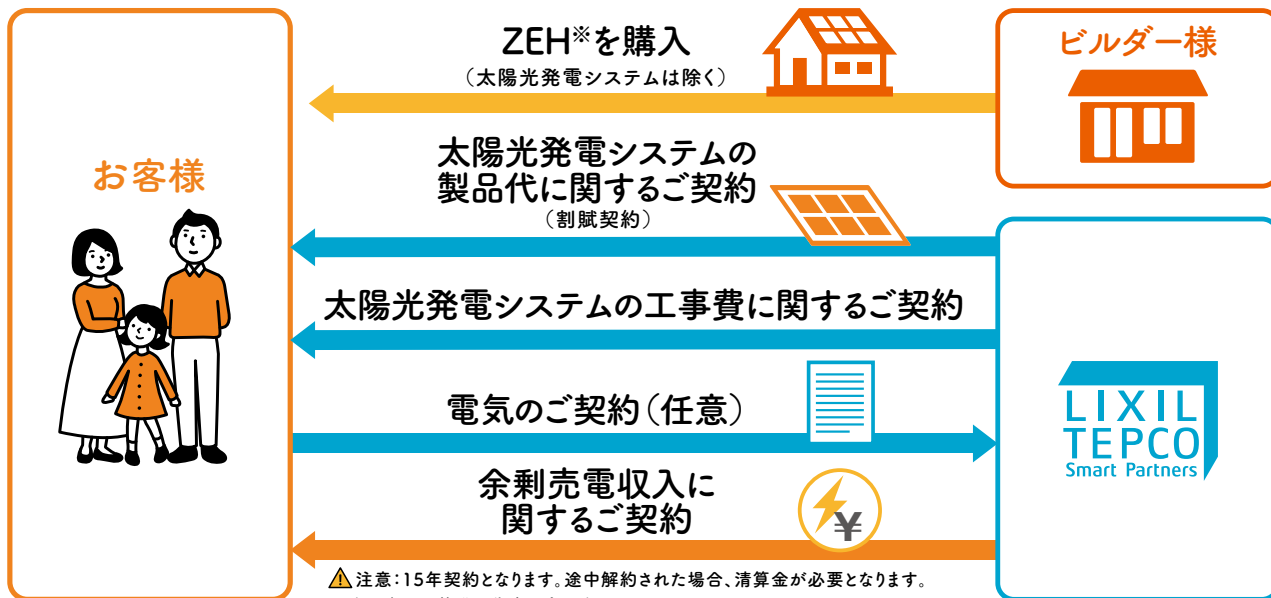 ZEH※を購入
（太陽光発電システムは除く）
ビルダー様
お客様
太陽光発電システムの
製品代に関するご契約
（割賦契約）
太陽光発電システムの工事費に関するご契約
電気のご契約（任意）
LIXIL
TEPCO
Smart Partners
余剰売電収入に
関するご契約
¥
注意：15年契約となります。途中解約された場合、清算金が必要となります。